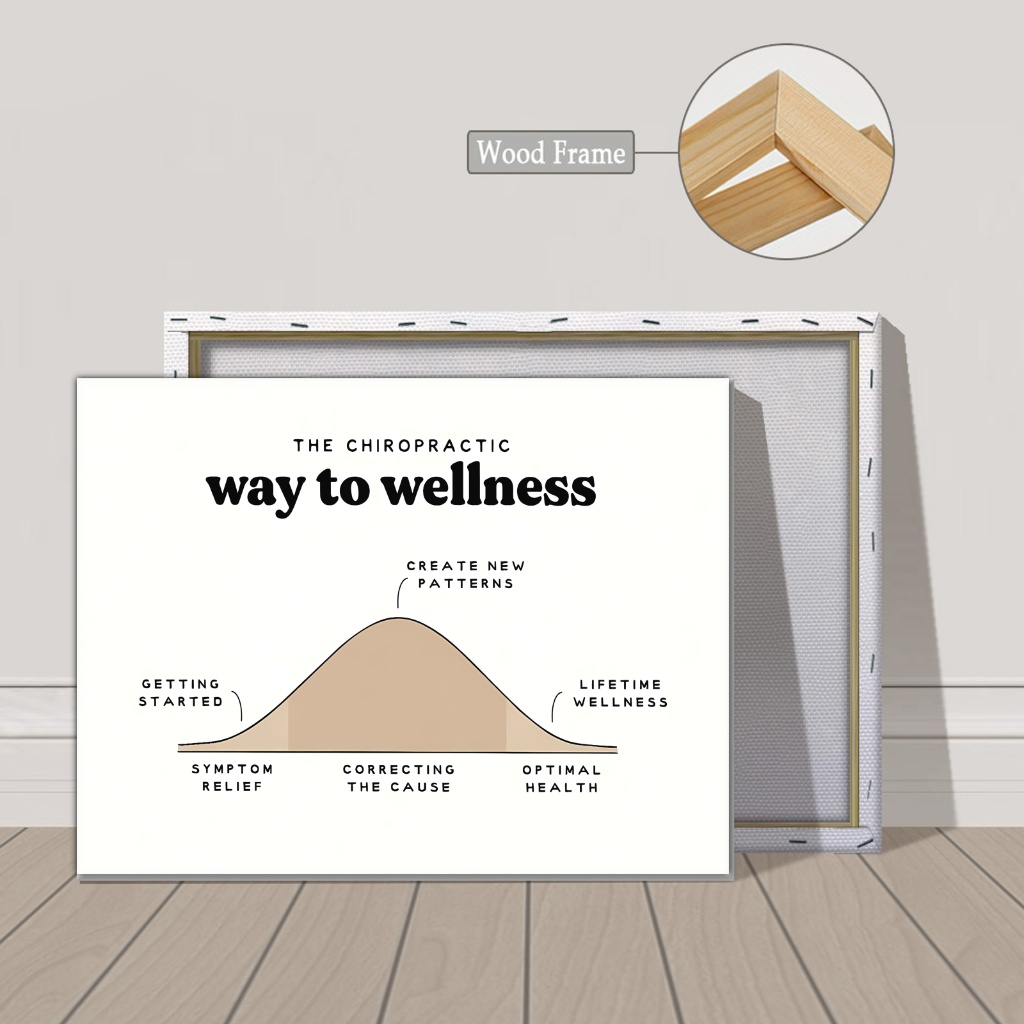 Wood Frame
THE CHIROPRACTIC
way to wellness
CREATE NEW
PATTERNS
GETTING
STARTED
LIFETIME
WELLNESS
SYMPTOM
RELIEF
CORRECTING
THE CAUSE
OPTIMAL
HEALTH